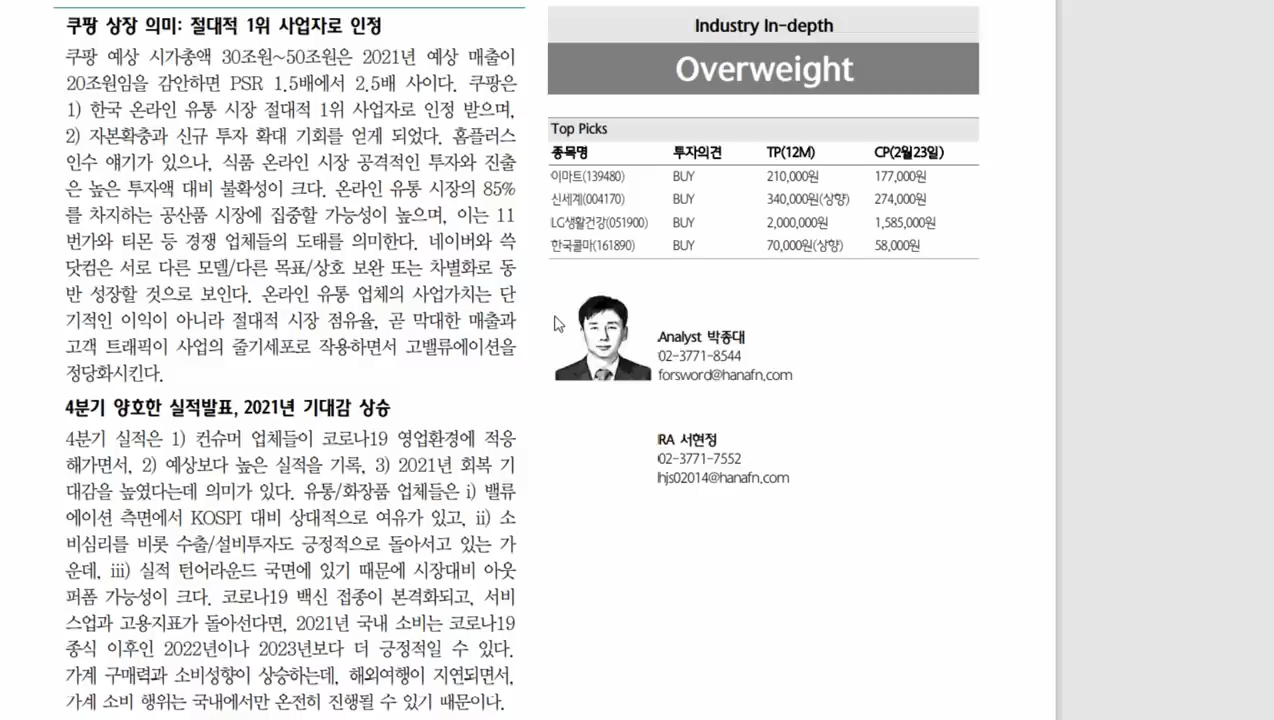 쿠팡 상장 의미: 절대적 1위 사업자로 인정
쿠팡 예상 시가총액 30조원~50조원은 2021년 예상 매출이
20조원임을 감안하면 PSR 1.5배에서 2.5배 사이다. 쿠팡은
1) 한국 온라인 유통 시장 절대적 1위 사업자로 인정 받으며,
2) 자본확충과 신규 투자 확대 기회를 얻게 되었다. 홈플러스
인수 얘기가 있으나, 식품 온라인 시장 공격적인 투자와 진출
은 높은 투자액 대비 불확성이 크다. 온라인 유통 시장의 85%
를 차지하는 공산품 시장에 집중할 가능성이 높으며, 이는 11
번가와 티몬 등 경쟁 업체들의 도태를 의미한다. 네이버와 쓱
닷컴은 서로 다른 모델/다른 목표/상호 보완 또는 차별화로 동
반 성장할 것으로 보인다. 온라인 유통 업체의 사업가치는 단
기적인 이익이 아니라 절대적 시장 점유율, 곧 막대한 매출과
고객 트래픽이 사업의 줄기세포로 작용하면서 고밸류에이션을
정당화시킨다.
4분기 양호한 실적발표, 2021년 기대감 상승
4분기 실적은 1) 컨슈머 업체들이 코로나19 영업환경에 적응
해가면서, 2) 예상보다 높은 실적을 기록, 3) 2021년 회복 기
대감을 높였다는데 의미가 있다. 유통/화장품 업체들은 i) 밸류
에이션 측면에서 KOSPI 대비 상대적으로 여유가 있고, ii) 소
비심리를 비롯 수출/설비투자도 긍정적으로 돌아서고 있는 가
운데, iii) 실적 턴어라운드 국면에 있기 때문에 시장대비 아웃
퍼폼 가능성이 크다. 코로나19 백신 접종이 본격화되고, 서비
스업과 고용지표가 돌아선다면, 2021년 국내 소비는 코로나19
종식 이후인 2022년이나 2023년보다 더 긍정적일 수 있다.
가계 구매력과 소비성향이 상승하는데, 해외여행이 지연되면서,
가계 소비 행위는 국내에서만 온전히 진행될 수 있기 때문이다.
Industry In-depth
Overweight
Top Picks
종목명 투자의견 TP(12M) CP(2월23일)
이마트(139480) BUY 210,000원 177,000원
신세계(004170) BUY 340,000원(상향) 274,000원
LG생활건강(051900) BUY 2,000,000원 1,585,000원
한국콜마(161890) BUY 70,000원(상향) 58,000원
Analyst 박종대
02-3771-8544
forsword@hanafn.com
RA 서현정
02-3771-7552
hjs02014@hanafn.com